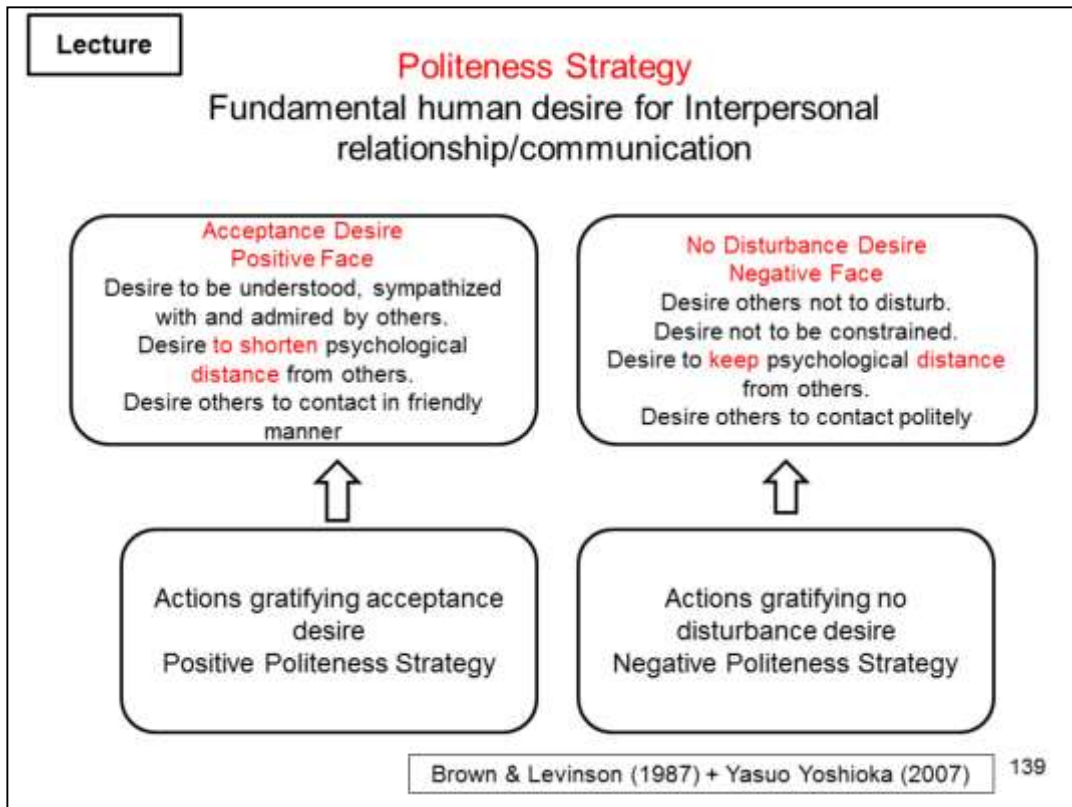 Lecture
Politeness Strategy
Fundamental human desire for Interpersonal
relationship/communication
Acceptance Desire
Positive Face
Desire to be understood, sympathized
with and admired by others.
Desire to shorten psychological
distance from others.
Desire others to contact in friendly
manner
No Disturbance Desire
Negative Face
Desire others not to disturb.
Desire not to be constrained.
Desire to keep psychological distance
from others.
Desire others to contact politely
Actions gratifying acceptance
desire
Positive Politeness Strategy
Actions gratifying no
disturbance desire
Negative Politeness Strategy
Brown & Levinson (1987) + Yasuo Yoshioka (2007)
139